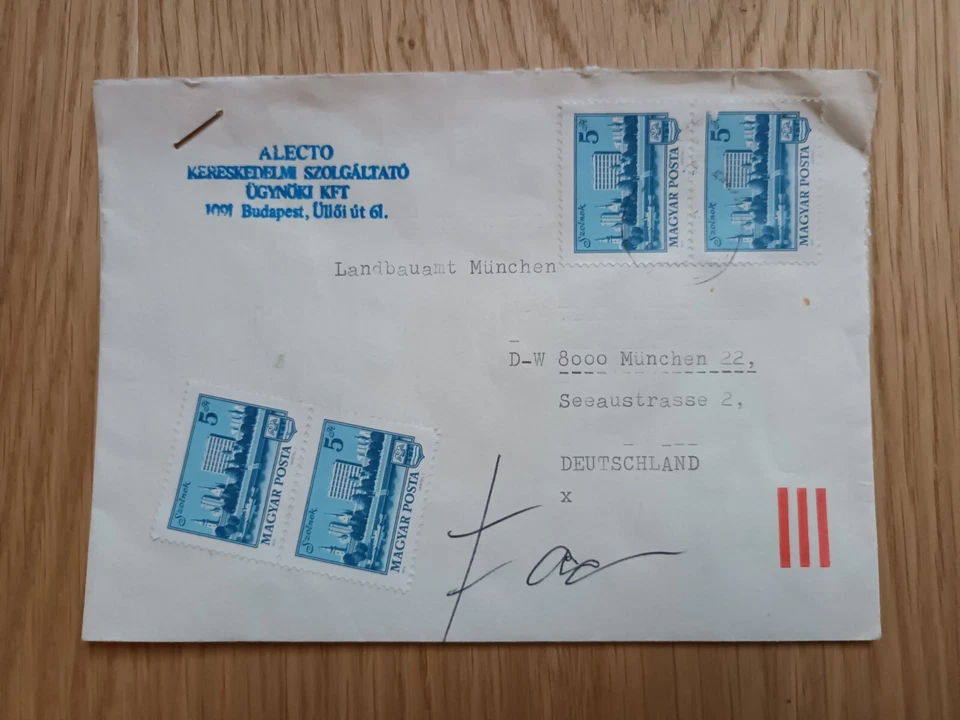 ALECTO
KERESKEDELMI SZOLGÁLTATÓ
ÜGYNÖKI KFT
1091 Budapest, Üllői út 61.
5 Ft
Szolnok
MAGYAR POSTA
5 Ft
Szolnok
MAGYAR POSTA
Landbauamt München
D-W 8000 München 22,
Seeaustrasse 2,
DEUTSCHLAND
x
5 Ft
Szolnok
MAGYAR POSTA
5 Ft
Szolnok
MAGYAR POSTA